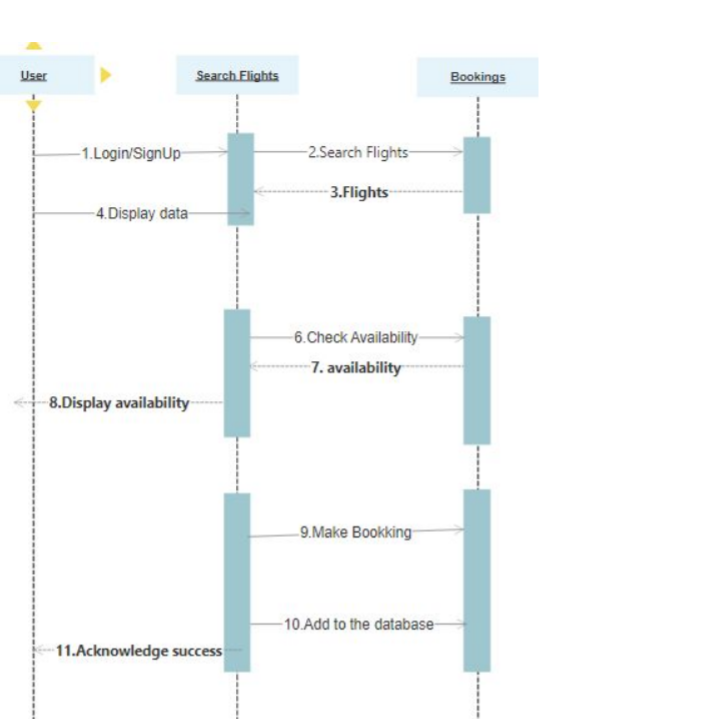 User
Search Flights
Bookings
1.Login/SignUp
2.Search Flights
3.Flights
4.Display data
6.Check Availability
7. availability
8.Display availability
9.Make Bookking
10.Add to the database
11.Acknowledge success